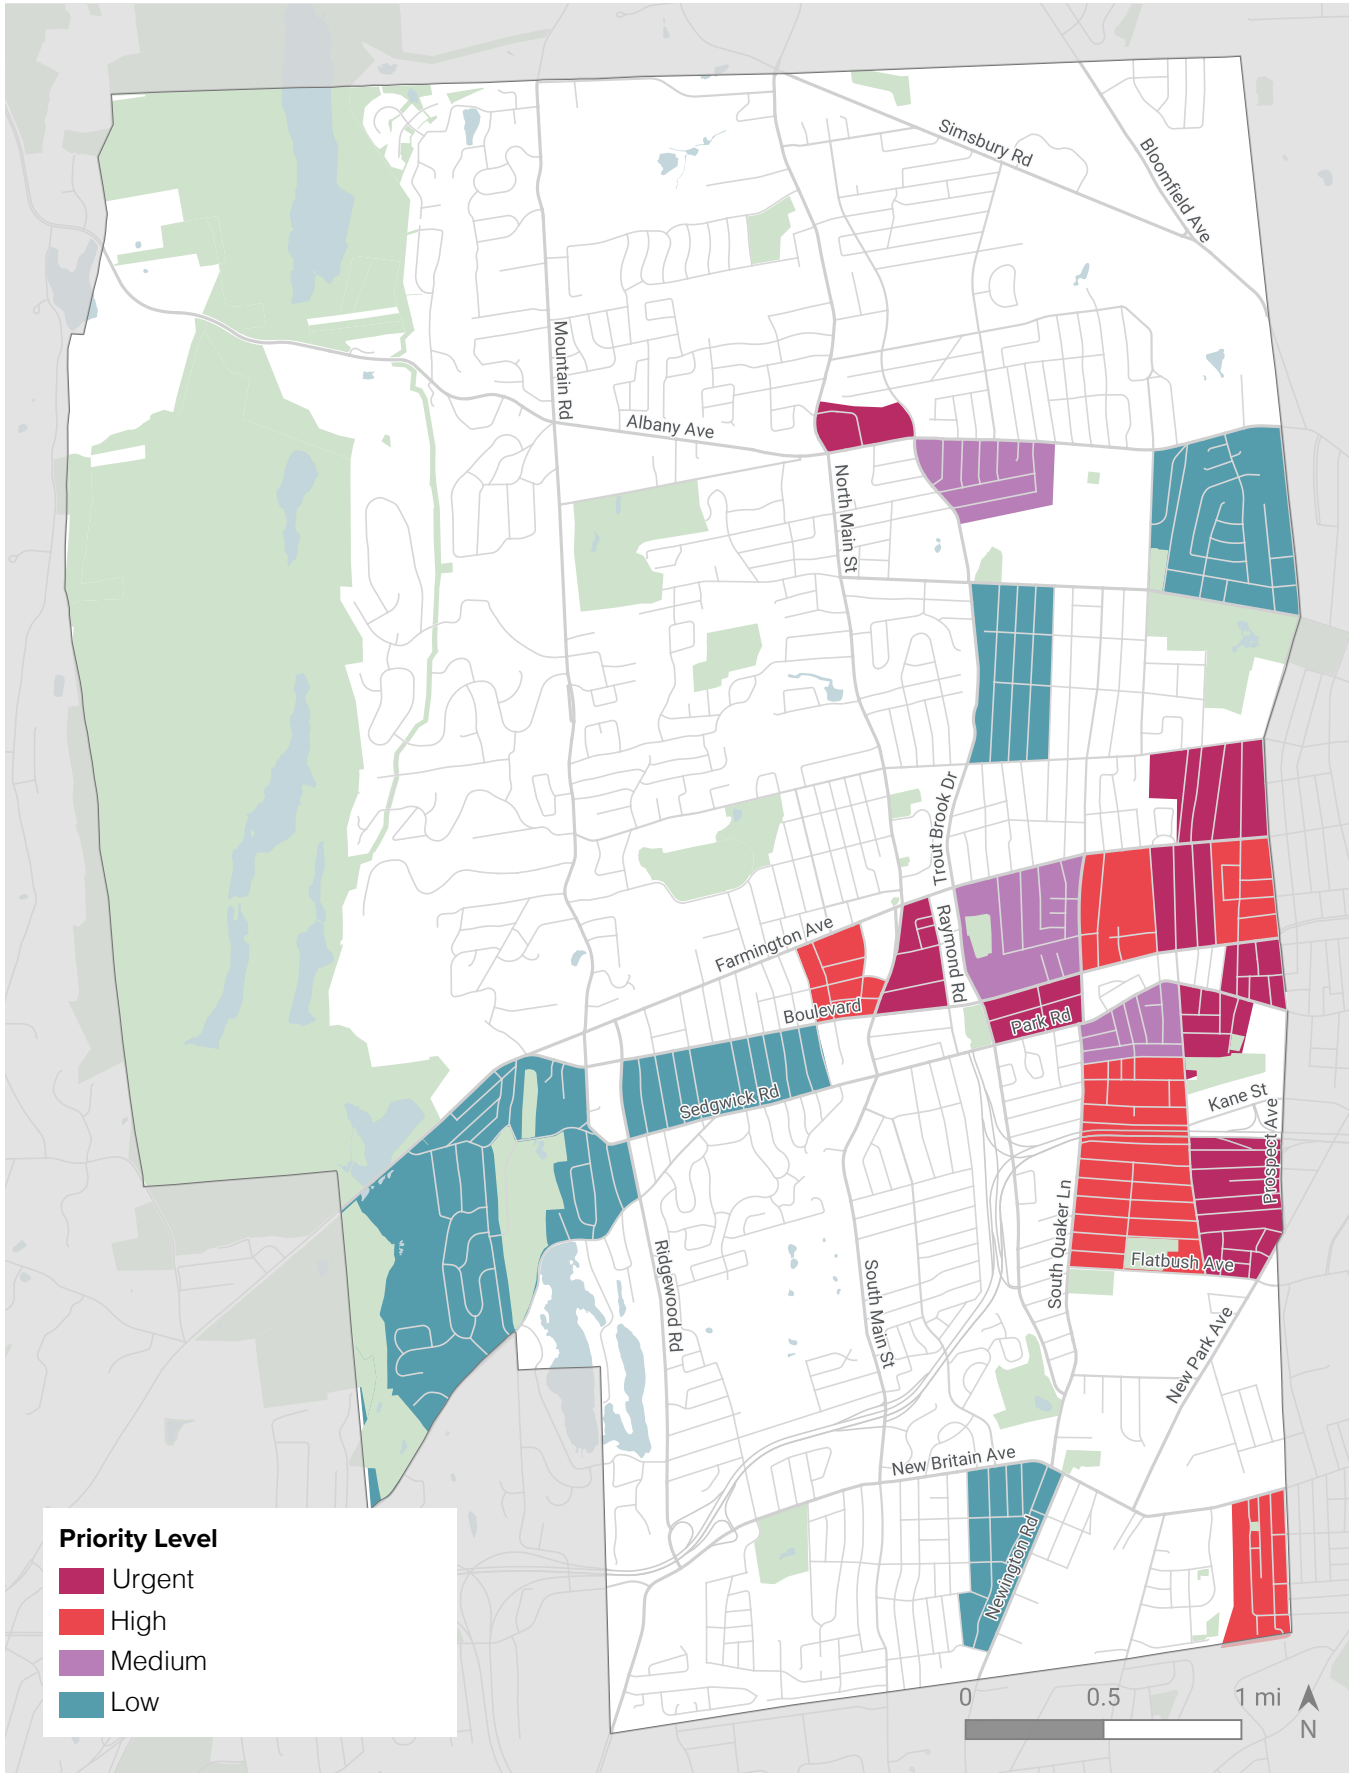 Simsbury Rd
Bloomfield Ave
Mountain Rd
Albany Ave
North Main St
Trout Brook Dr
Farmington Ave
Raymond Rd
Boulevard
Park Rd
Sedgwick Rd
Kane St
Prospect Ave
South Quaker Ln
Ridgewood Rd
South Main St
Flatbush Ave
New Park Ave
New Britain Ave
Newington Rd
Priority Level
Urgent
High
Medium
Low
0 0.5 1 mi
N